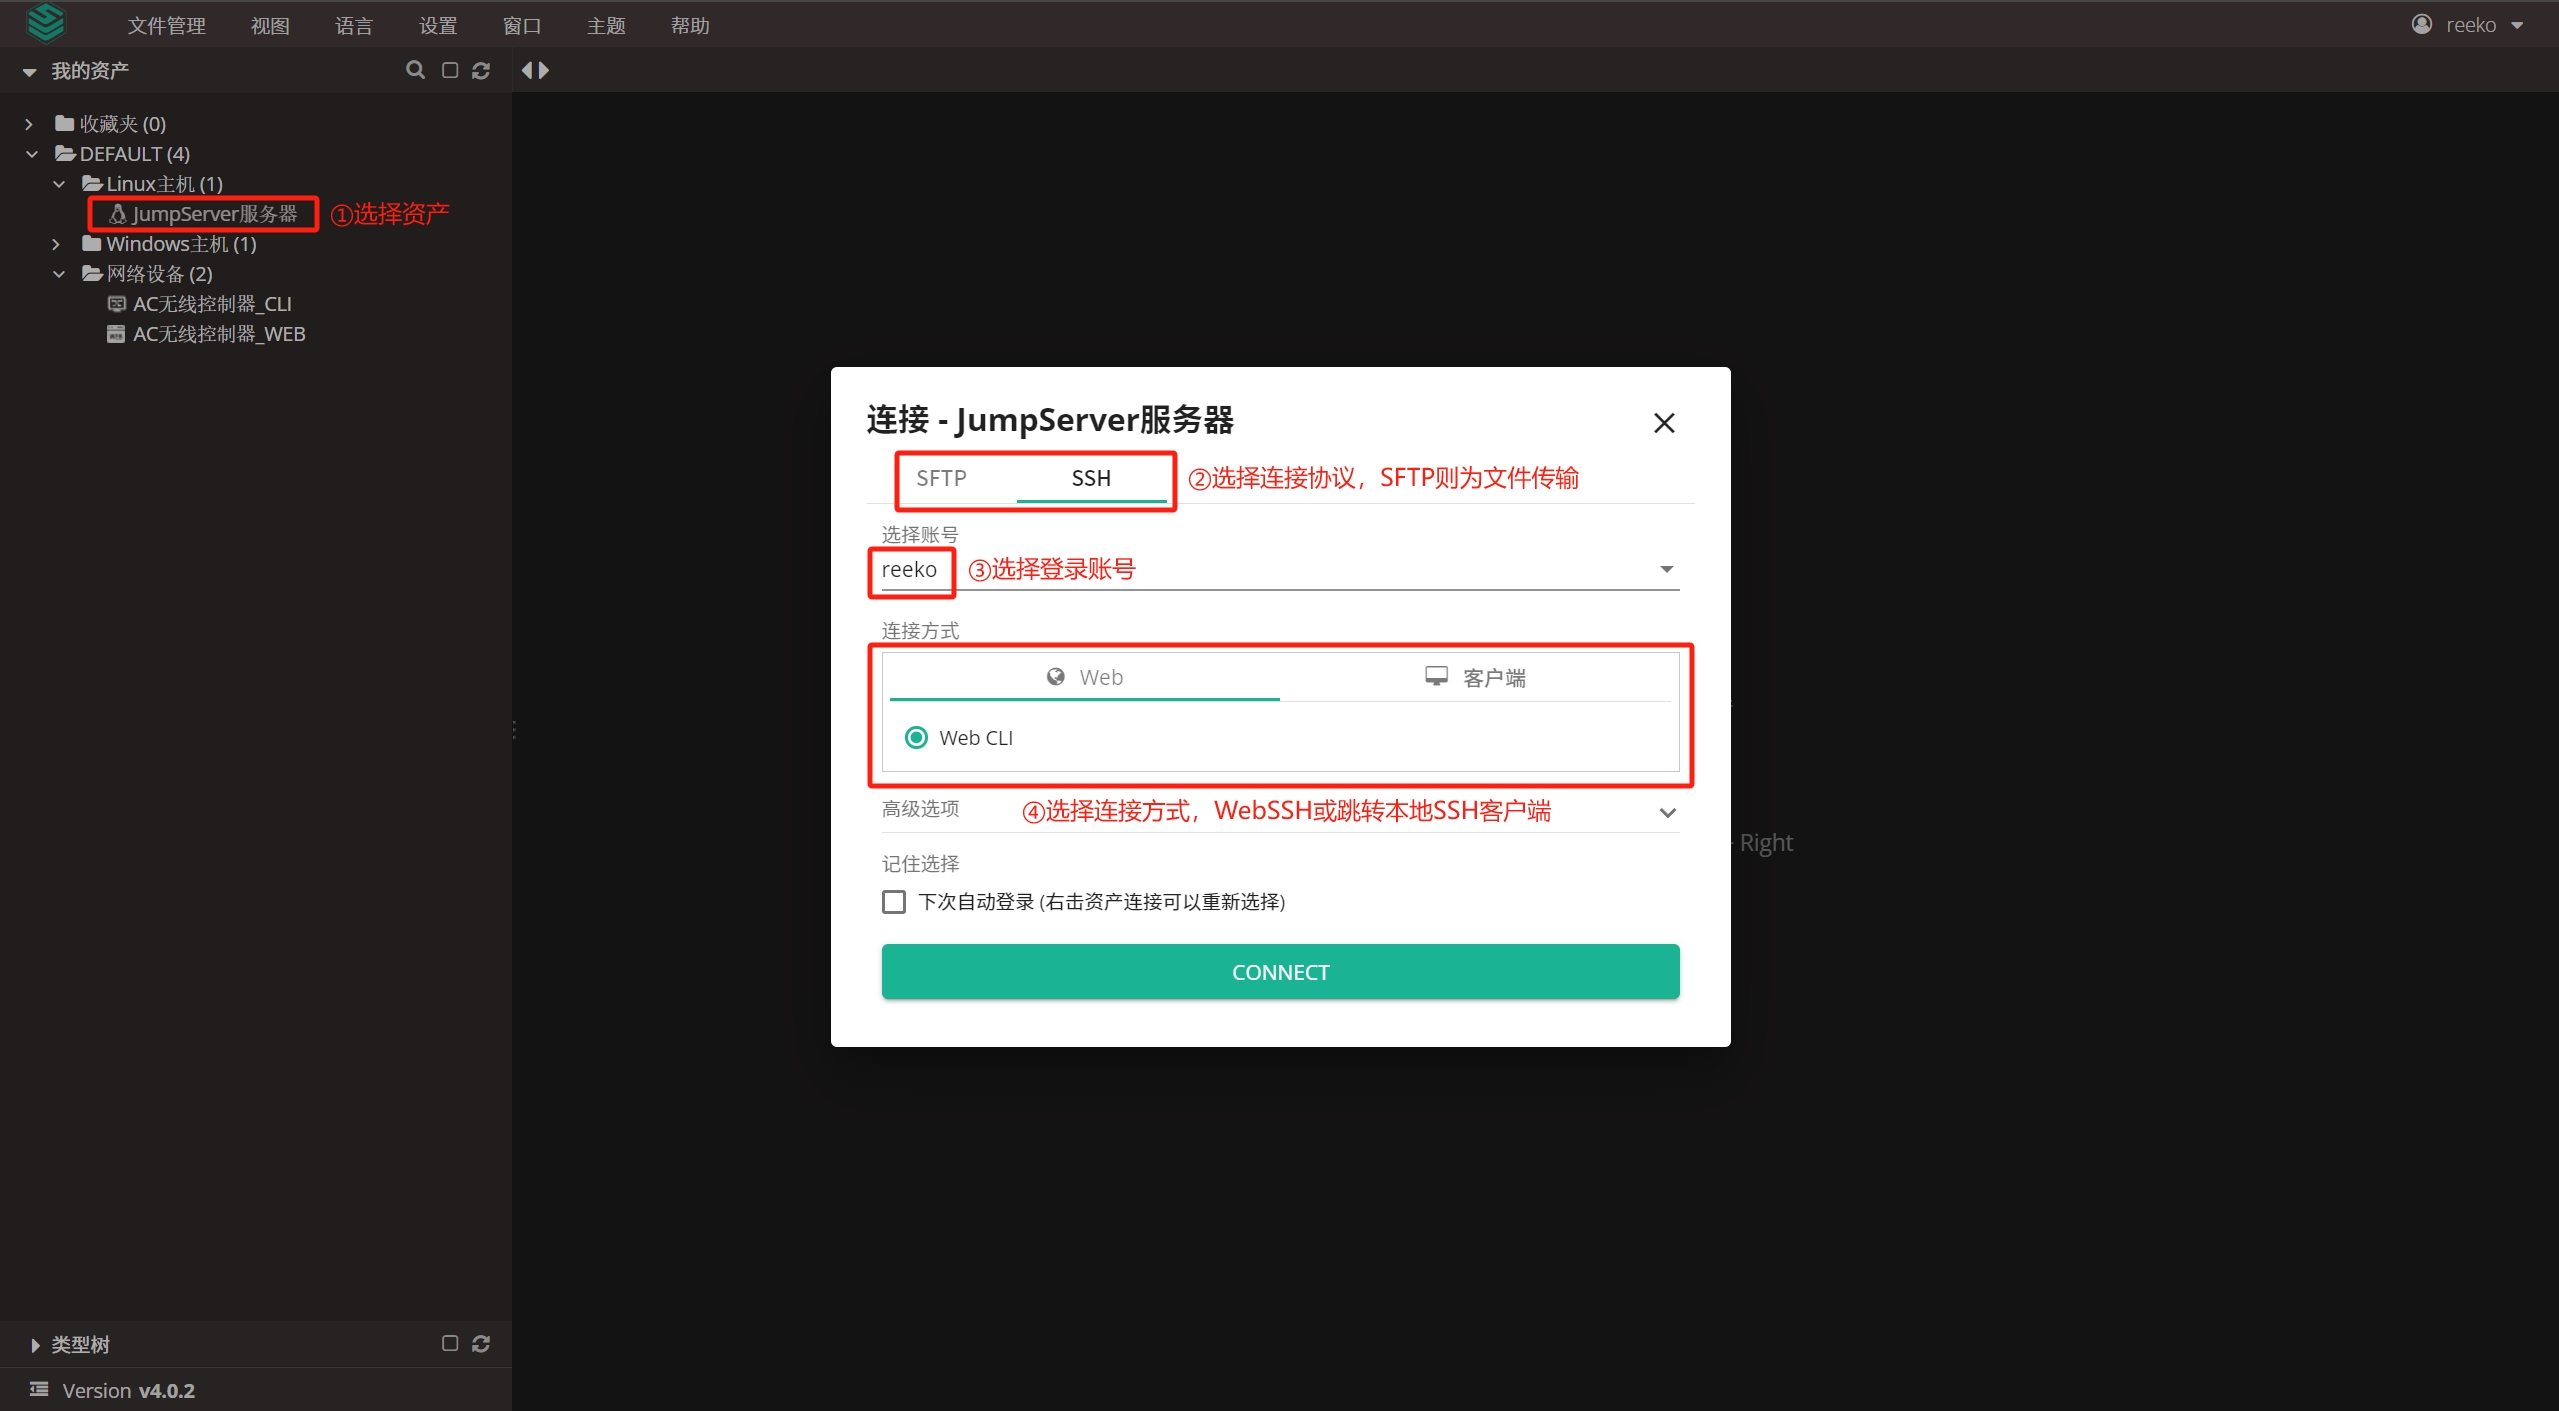 文件管理 视图 语言 设置 窗口 主题 帮助 reeko
我的资产
收藏夹 (0)
DEFAULT (4)
Linux主机 (1)
JumpServer服务器 ①选择资产
Windows主机 (1)
网络设备 (2)
AC无线控制器_CLI
AC无线控制器_WEB
连接 - JumpServer服务器
SFTP SSH ②选择连接协议，SFTP则为文件传输
选择账号
reeko ③选择登录账号
连接方式
Web 客户端
Web CLI
高级选项 ④选择连接方式，WebSSH或跳转本地SSH客户端
Right
记住选择
下次自动登录 (右击资产连接可以重新选择)
CONNECT
类型树
Version v4.0.2